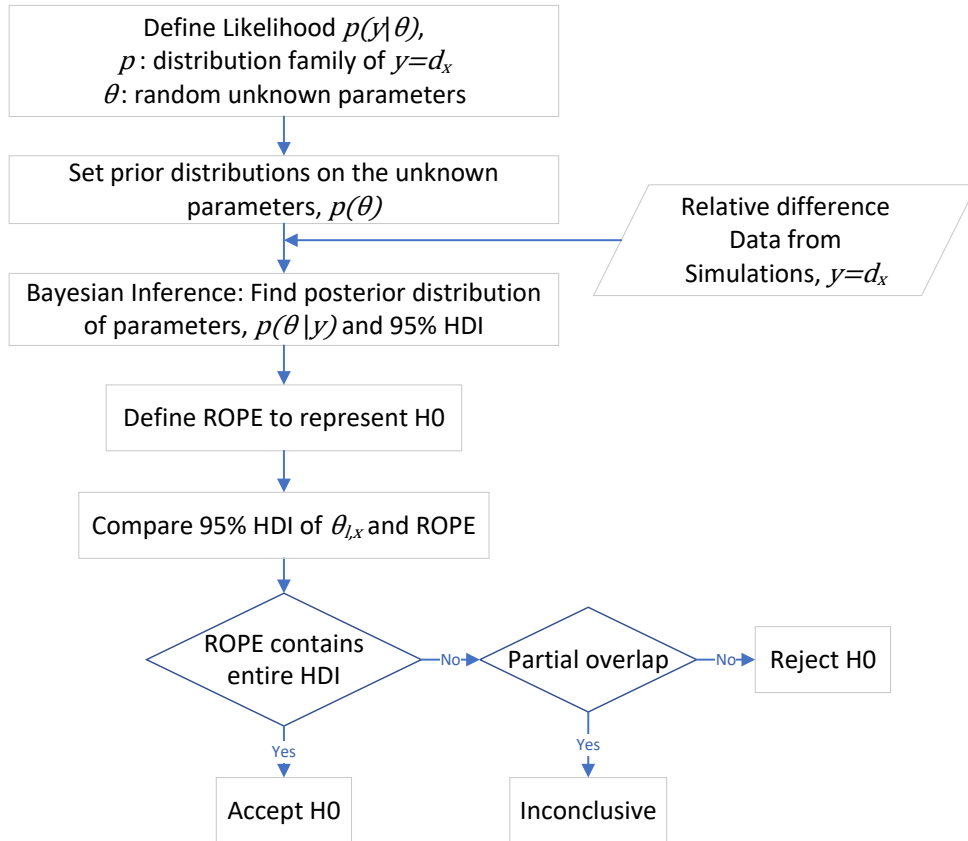 Define Likelihood p(y|θ),
p : distribution family of y=dₓ
θ : random unknown parameters
Set prior distributions on the unknown
parameters, p(θ)
Relative difference
Data from
Simulations, y=dₓ
Bayesian Inference: Find posterior distribution
of parameters, p(θ|y) and 95% HDI
Define ROPE to represent H0
Compare 95% HDI of θ_{l,x} and ROPE
ROPE contains
entire HDI
No
Partial overlap
No
Reject H0
Yes
Yes
Accept H0
Inconclusive